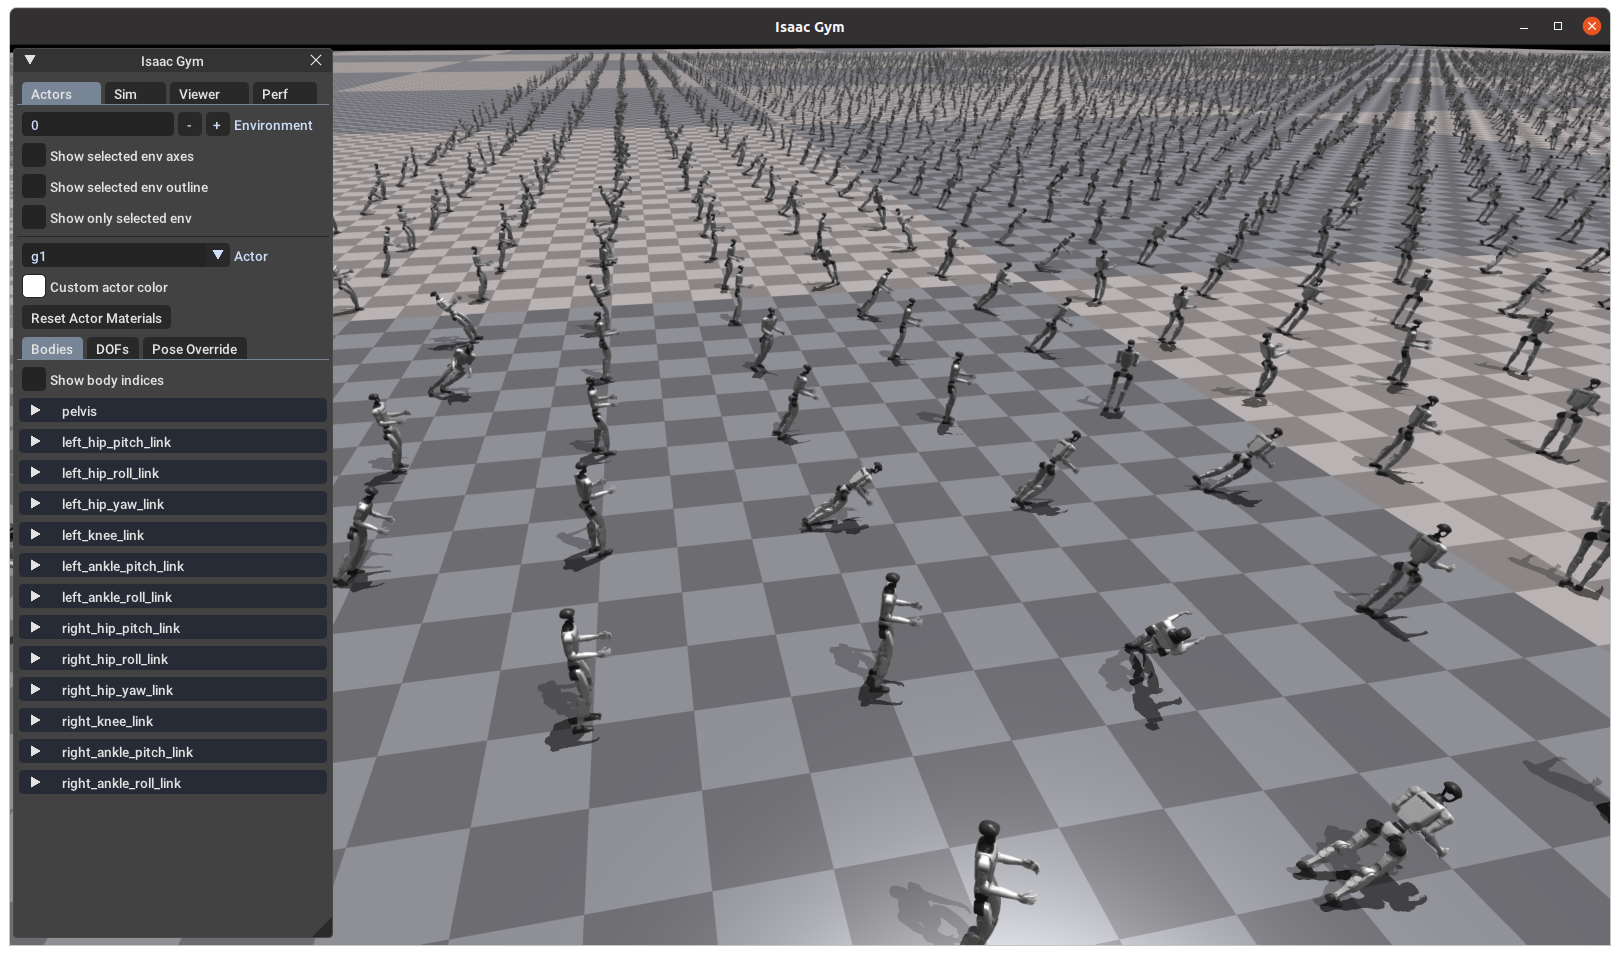 Isaac Gym
Isaac Gym
Actors Sim Viewer Perf
0 - + Environment
Show selected env axes
Show selected env outline
Show only selected env
g1 Actor
Custom actor color
Reset Actor Materials
Bodies DOFs Pose Override
Show body indices
pelvis
left_hip_pitch_link
left_hip_roll_link
left_hip_yaw_link
left_knee_link
left_ankle_pitch_link
left_ankle_roll_link
right_hip_pitch_link
right_hip_roll_link
right_hip_yaw_link
right_knee_link
right_ankle_pitch_link
right_ankle_roll_link